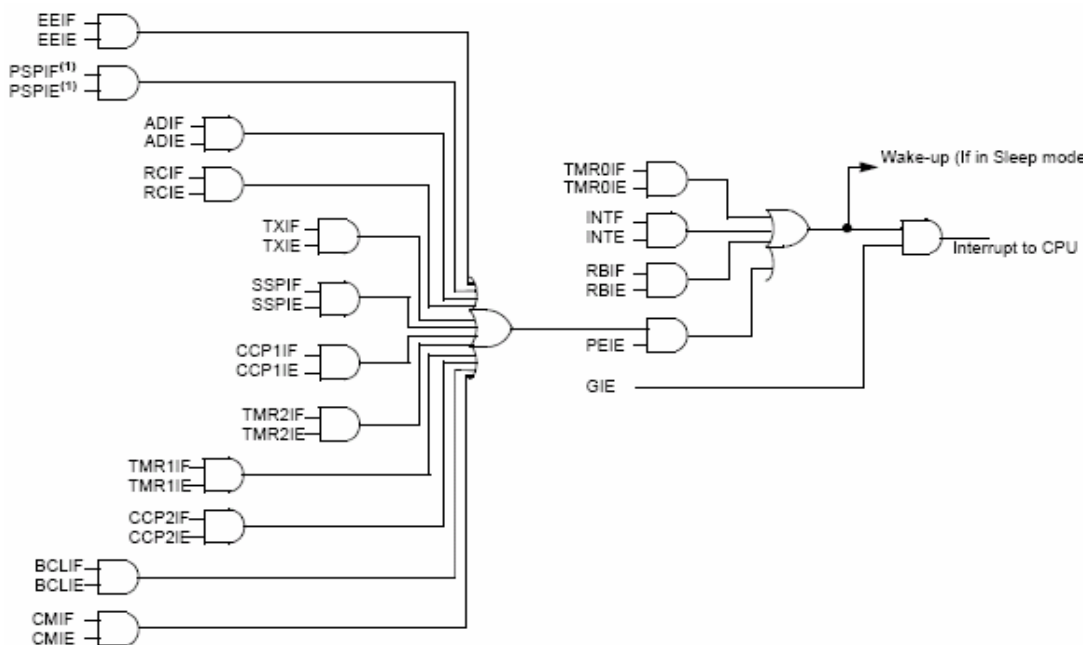 EEIF
EEIE
PSPIF(1)
PSPIE(1)
ADIF
ADIE
RCIF
RCIE
TXIF
TXIE
SSPIF
SSPIE
CCP1IF
CCP1IE
TMR2IF
TMR2IE
TMR1IF
TMR1IE
CCP2IF
CCP2IE
BCLIF
BCLIE
CMIF
CMIE
TMR0IF
TMR0IE
INTF
INTE
RBIF
RBIE
PEIE
GIE
Wake-up (If in Sleep mode
Interrupt to CPU